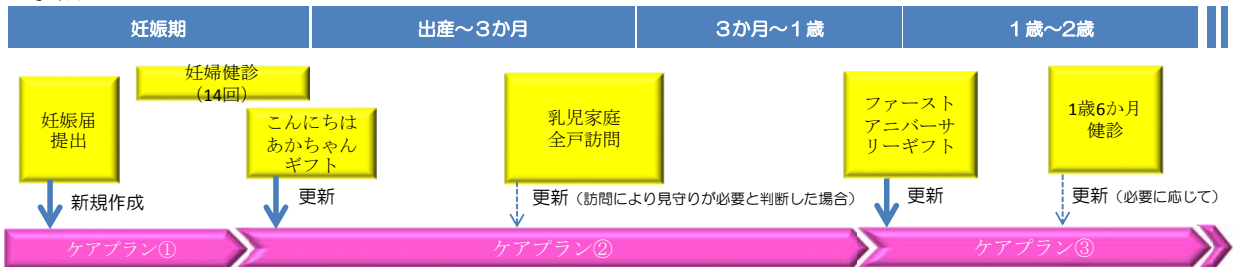 妊娠期
出産～3か月
3か月～1歳
1歳～2歳
妊婦健診
（14回）
妊娠届
提出
こんにちは
あかちゃん
ギフト
乳児家庭
全戸訪問
ファースト
アニバーサ
リーギフト
1歳6か月
健診
新規作成
更新
更新（訪問により見守りが必要と判断した場合）
更新
更新（必要に応じて）
ケアプラン①
ケアプラン②
ケアプラン③